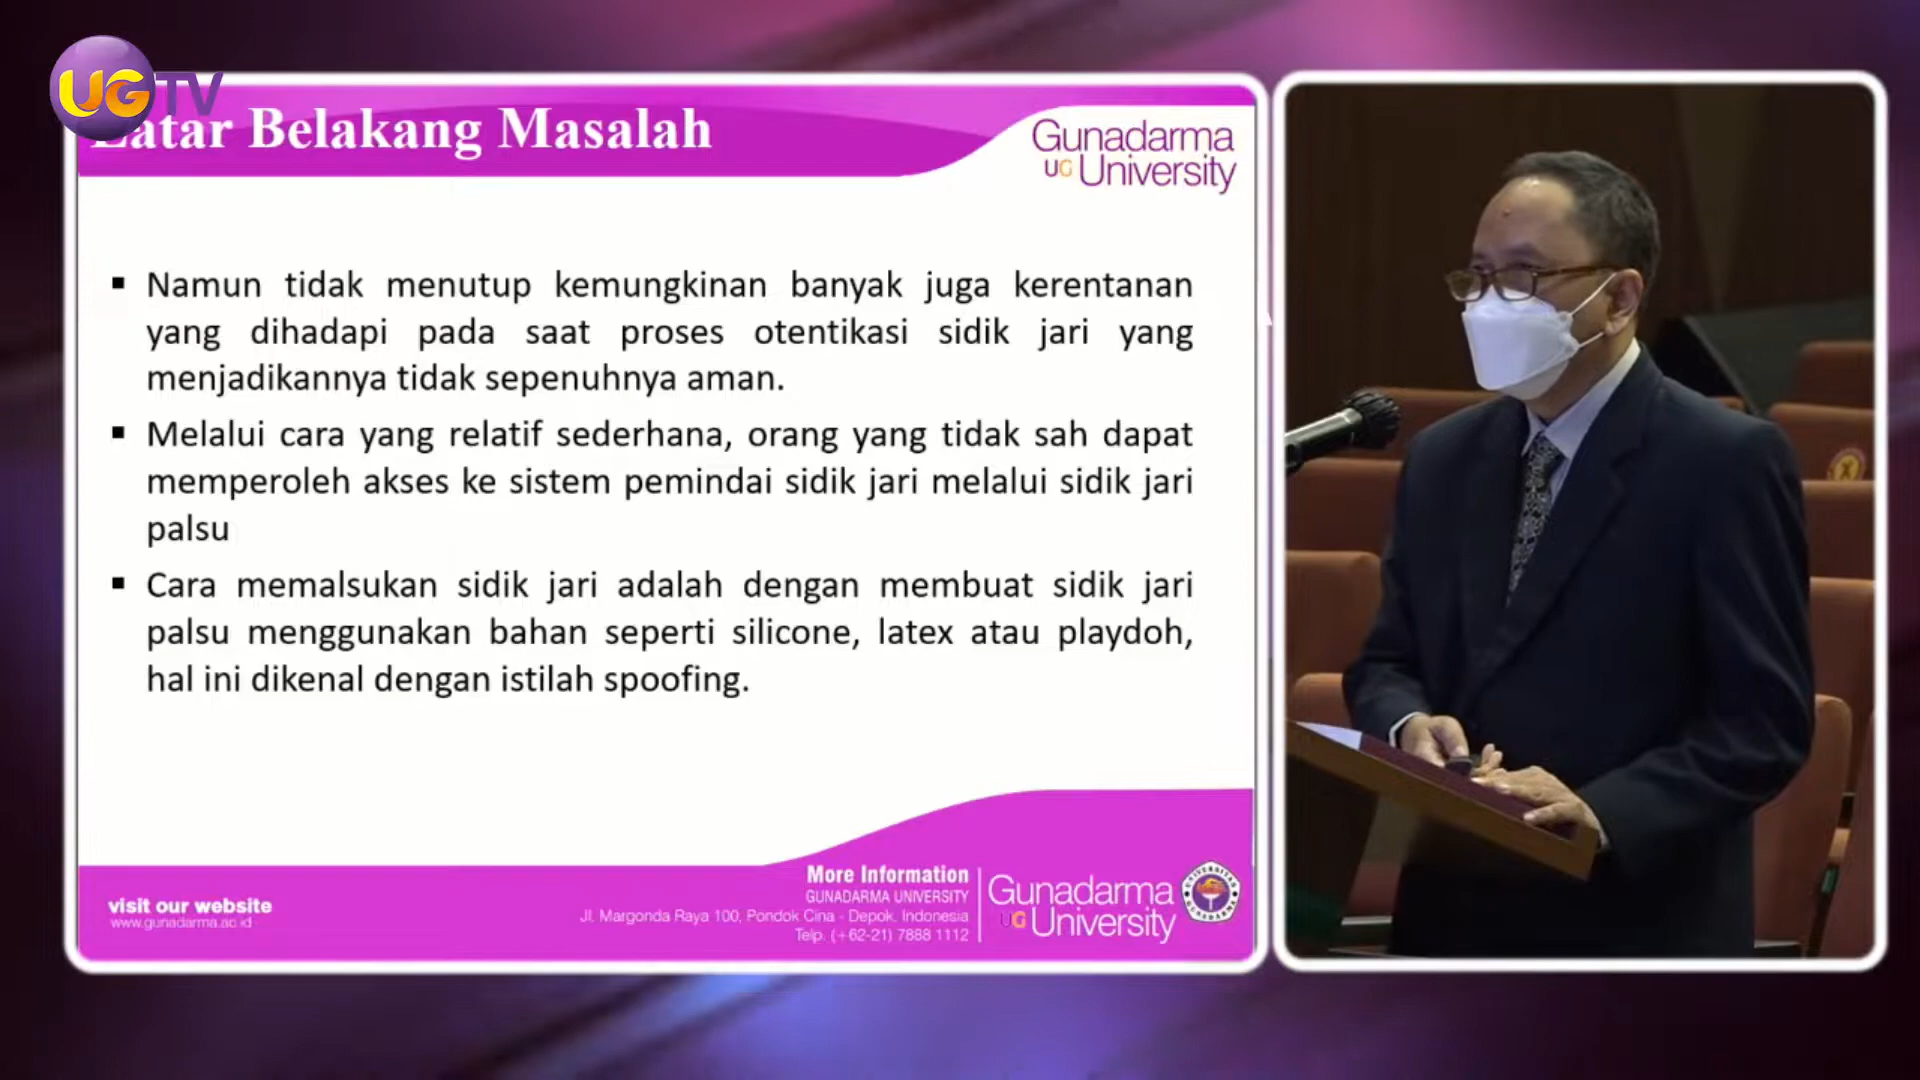 UGTV
Latar Belakang Masalah
Gunadarma
UG University
Namun tidak menutup kemungkinan banyak juga kerentanan
yang dihadapi pada saat proses otentikasi sidik jari yang
menjadikannya tidak sepenuhnya aman.
Melalui cara yang relatif sederhana, orang yang tidak sah dapat
memperoleh akses ke sistem pemindai sidik jari melalui sidik jari
palsu
Cara memalsukan sidik jari adalah dengan membuat sidik jari
palsu menggunakan bahan seperti silicone, latex atau playdoh,
hal ini dikenal dengan istilah spoofing.
visit our website
www.gunadarma.ac.id
More Information
GUNADARMA UNIVERSITY
Jl. Margonda Raya 100, Pondok Cina - Depok, Indonesia
Telp. (+62-21) 7888 1112
Gunadarma
UG University
UNIVERSITAS
GUNADARMA